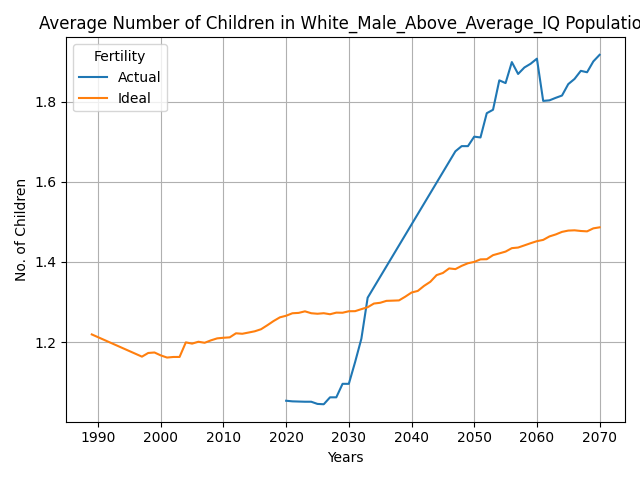 Average Number of Children in White_Male_Above_Average_IQ Populatio
Fertility
Actual
Ideal
No. of Children
1.8
1.6
1.4
1.2
1990 2000 2010 2020 2030 2040 2050 2060 2070
Years